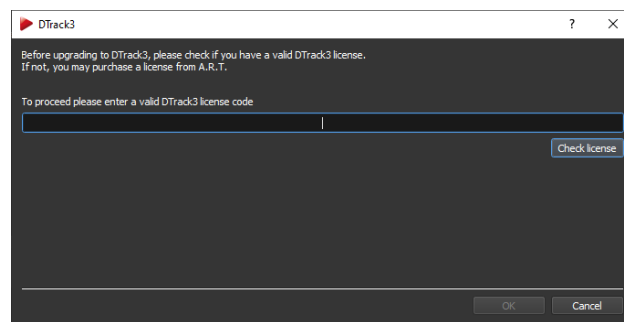 DTrack3
Before upgrading to DTrack3, please check if you have a valid DTrack3 license.
If not, you may purchase a license from A.R.T.
To proceed please enter a valid DTrack3 license code
Check license
OK
Cancel